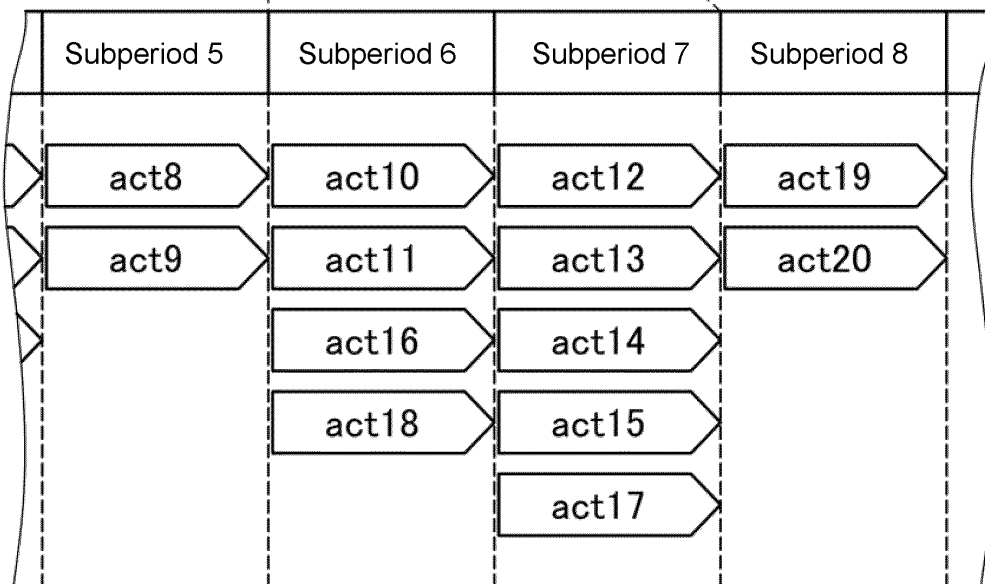 Subperiod 5 Subperiod 6 Subperiod 7 Subperiod 8
act8 act10 act12 act19
act9 act11 act13 act20
act16 act14
act18 act15
act17